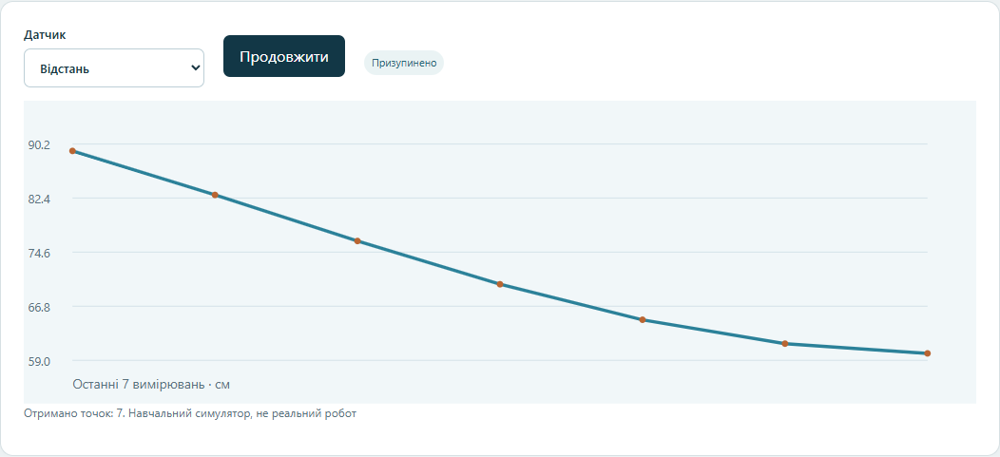 Датчик
Відстань
Продовжити
Призупинено
90.2
82.4
74.6
66.8
59.0
Останні 7 вимірювань · см
Отримано точок: 7. Навчальний симулятор, не реальний робот